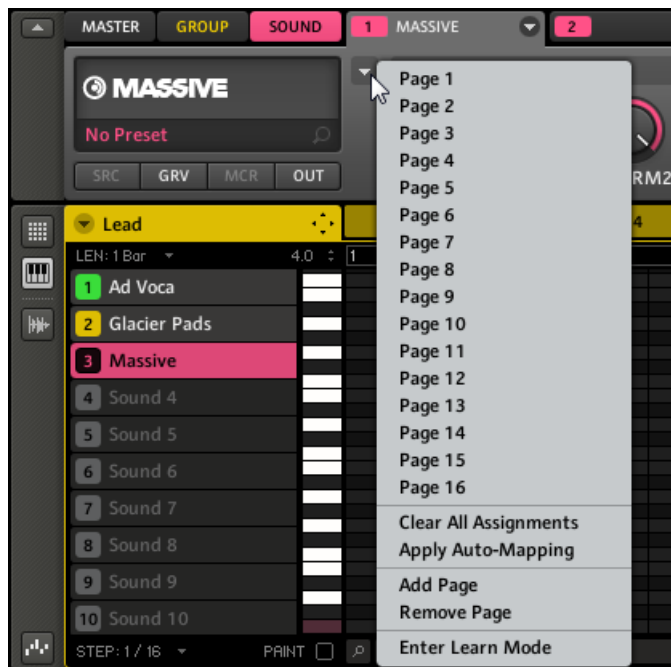 MASTER GROUP SOUND 1 MASSIVE 2
MASSIVE
No Preset
SRC GRV MCR OUT
RM2
Page 1
Page 2
Page 3
Page 4
Page 5
Page 6
Page 7
Page 8
Page 9
Page 10
Page 11
Page 12
Page 13
Page 14
Page 15
Page 16
Clear All Assignments
Apply Auto-Mapping
Add Page
Remove Page
Enter Learn Mode
Lead 4
LEN: 1 Bar 4.0 1
1 Ad Voca
2 Glacier Pads
3 Massive
4 Sound 4
5 Sound 5
6 Sound 6
7 Sound 7
8 Sound 8
9 Sound 9
10 Sound 10
STEP: 1 / 16 PAINT